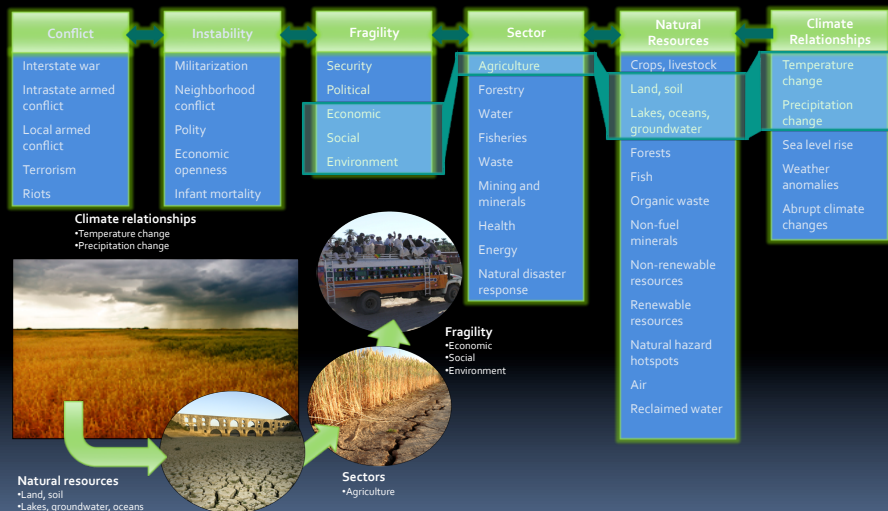 Conflict
Interstate war
Intrastate armed
conflict
Local armed
conflict
Terrorism
Riots
Instability
Militarization
Neighborhood
conflict
Polity
Economic
openness
Infant mortality
Fragility
Security
Political
Economic
Social
Environment
Sector
Agriculture
Forestry
Water
Fisheries
Waste
Mining and
minerals
Health
Energy
Natural disaster
response
Natural
Resources
Crops, livestock
Land, soil
Lakes, oceans,
groundwater
Forests
Fish
Organic waste
Non-fuel
minerals
Non-renewable
resources
Renewable
resources
Natural hazard
hotspots
Air
Reclaimed water
Climate
Relationships
Temperature
change
Precipitation
change
Sea level rise
Weather
anomalies
Abrupt climate
changes
Climate relationships
•Temperature change
•Precipitation change
Natural resources
•Land, soil
•Lakes, groundwater, oceans
Sectors
•Agriculture
Fragility
•Economic
•Social
•Environment